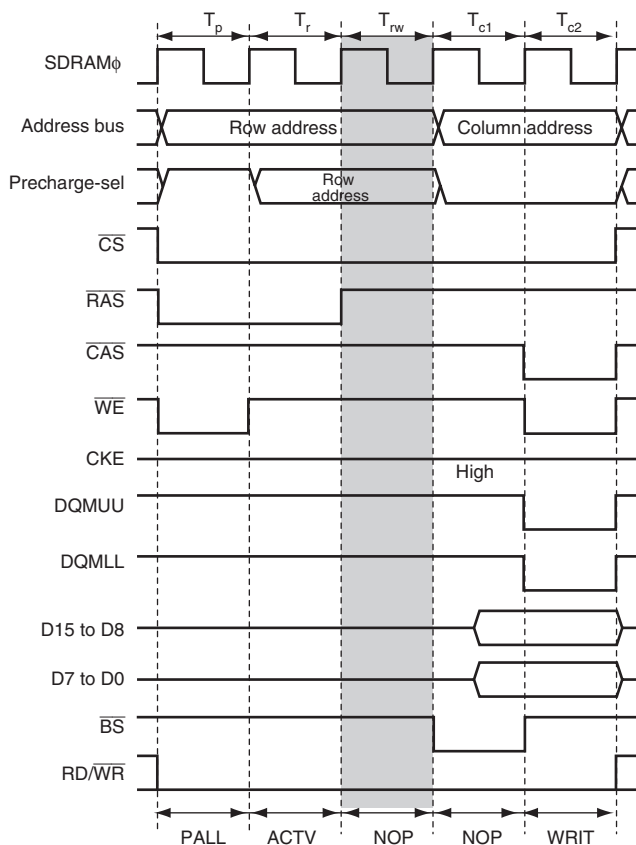 Tp Tr Trw Tc1 Tc2
SDRAMφ
Address bus Row address Column address
Precharge-sel Row address
CS
RAS
CAS
WE
CKE High
DQMUU
DQMLL
D15 to D8
D7 to D0
BS
RD/WR
PALL ACTV NOP NOP WRIT